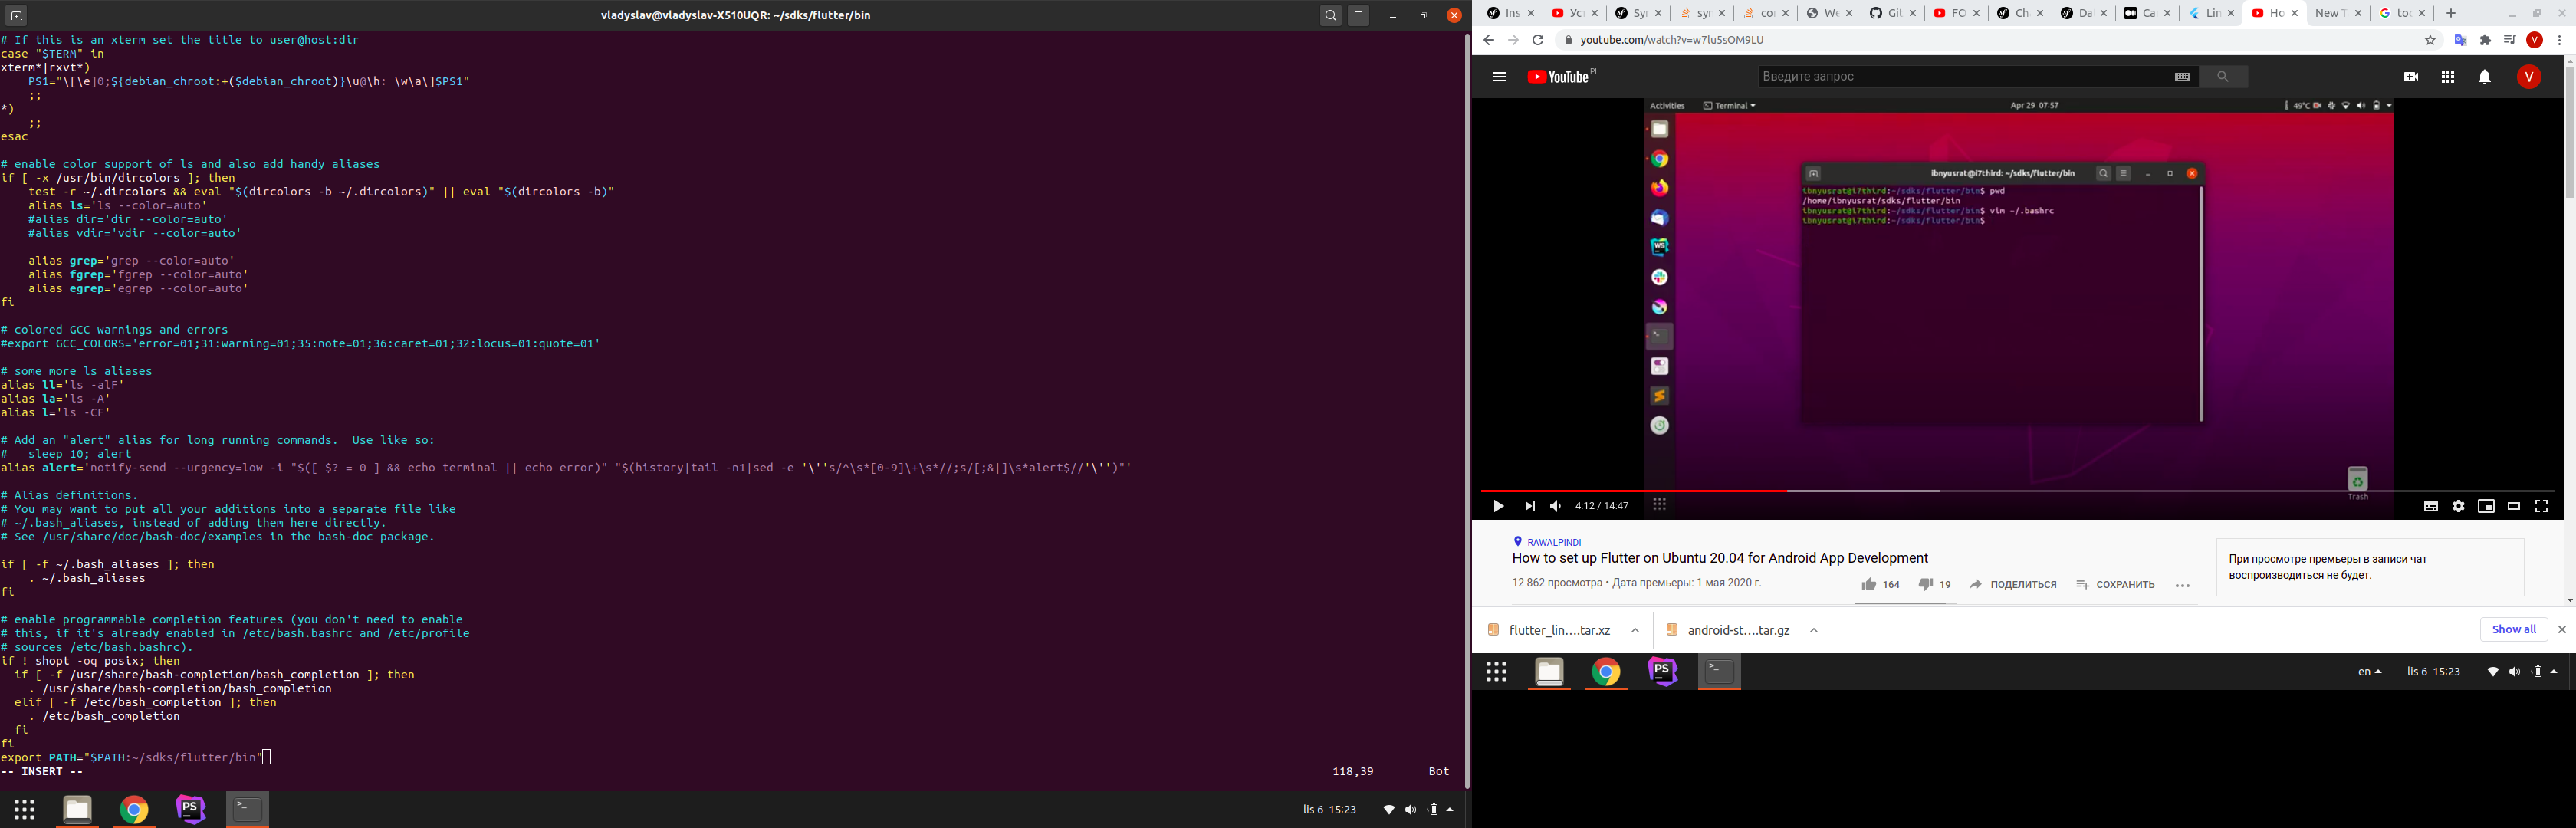 vladyslav@vladyslav-X510UQR: ~/sdks/flutter/bin
# If this is an xterm set the title to user@host:dir
case "$TERM" in
xterm*|rxvt*)
    PS1="\[\e]0;${debian_chroot:+($debian_chroot)}\u@\h: \w\a\]$PS1"
    ;;
*)
    ;;
esac
# enable color support of ls and also add handy aliases
if [ -x /usr/bin/dircolors ]; then
    test -r ~/.dircolors && eval "$(dircolors -b ~/.dircolors)" || eval "$(dircolors -b)"
    alias ls='ls --color=auto'
    #alias dir='dir --color=auto'
    #alias vdir='vdir --color=auto'
    alias grep='grep --color=auto'
    alias fgrep='fgrep --color=auto'
    alias egrep='egrep --color=auto'
fi
# colored GCC warnings and errors
#export GCC_COLORS='error=01;31:warning=01;35:note=01;36:caret=01;32:locus=01:quote=01'
# some more ls aliases
alias ll='ls -alF'
alias la='ls -A'
alias l='ls -CF'
# Add an "alert" alias for long running commands.  Use like so:
#   sleep 10; alert
alias alert='notify-send --urgency=low -i "$([ $? = 0 ] && echo terminal || echo error)" "$(history|tail -n1|sed -e '\''s/^\s*[0-9]\+\s*//;s/[;&|]\s*alert$//'\'')"'
# Alias definitions.
# You may want to put all your additions into a separate file like
# ~/.bash_aliases, instead of adding them here directly.
# See /usr/share/doc/bash-doc/examples in the bash-doc package.
if [ -f ~/.bash_aliases ]; then
    . ~/.bash_aliases
fi
# enable programmable completion features (you don't need to enable
# this, if it's already enabled in /etc/bash.bashrc and /etc/profile
# sources /etc/bash.bashrc).
if ! shopt -oq posix; then
  if [ -f /usr/share/bash-completion/bash_completion ]; then
    . /usr/share/bash-completion/bash_completion
  elif [ -f /etc/bash_completion ]; then
    . /etc/bash_completion
  fi
fi
export PATH="$PATH:~/sdks/flutter/bin"
-- INSERT --    118,39    Bot
PS    lis 6 15:23
Ins Уст Syr syr co We Git FO Ch Da Ca Lin Ho New T too
youtube.com/watch?v=w7lu5sOM9LU
V
YouTube PL
Введите запрос
V
Activities Terminal Apr 29 07:57 49°C
ibnyusrat@i7third: ~/sdks/flutter/bin
ibnyusrat@i7third:~/sdks/flutter/bin$ pwd
/home/ibnyusrat/sdks/flutter/bin
ibnyusrat@i7third:~/sdks/flutter/bin$ vim ~/.bashrc
ibnyusrat@i7third:~/sdks/flutter/bin$
WS
Trash
4:12 / 14:47
RAWALPINDI
How to set up Flutter on Ubuntu 20.04 for Android App Development
12 862 просмотра • Дата премьеры: 1 мая 2020 г.
164 19 ПОДЕЛИТЬСЯ СОХРАНИТЬ
При просмотре премьеры в записи чат
воспроизводиться не будет.
flutter_lin....tar.xz android-st....tar.gz Show all
PS    en lis 6 15:23